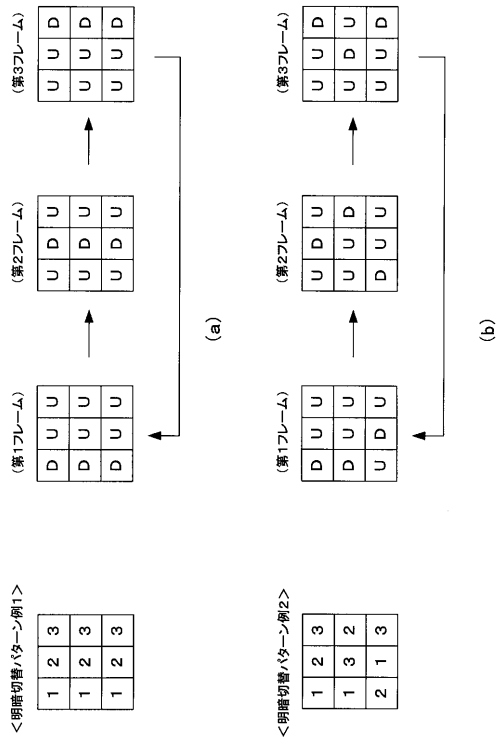 ＜明暗切替パターン例1＞
(第1フレーム) (第2フレーム) (第3フレーム)
1 2 3 D U U U D U U U D
1 2 3 D U U U D U U U D
1 2 3 D U U U D U U U D
(a)
＜明暗切替パターン例2＞
(第1フレーム) (第2フレーム) (第3フレーム)
1 2 3 D U U U D U U U D
1 3 2 D U U U U D U D U
2 1 3 U D U D U U U U D
(b)